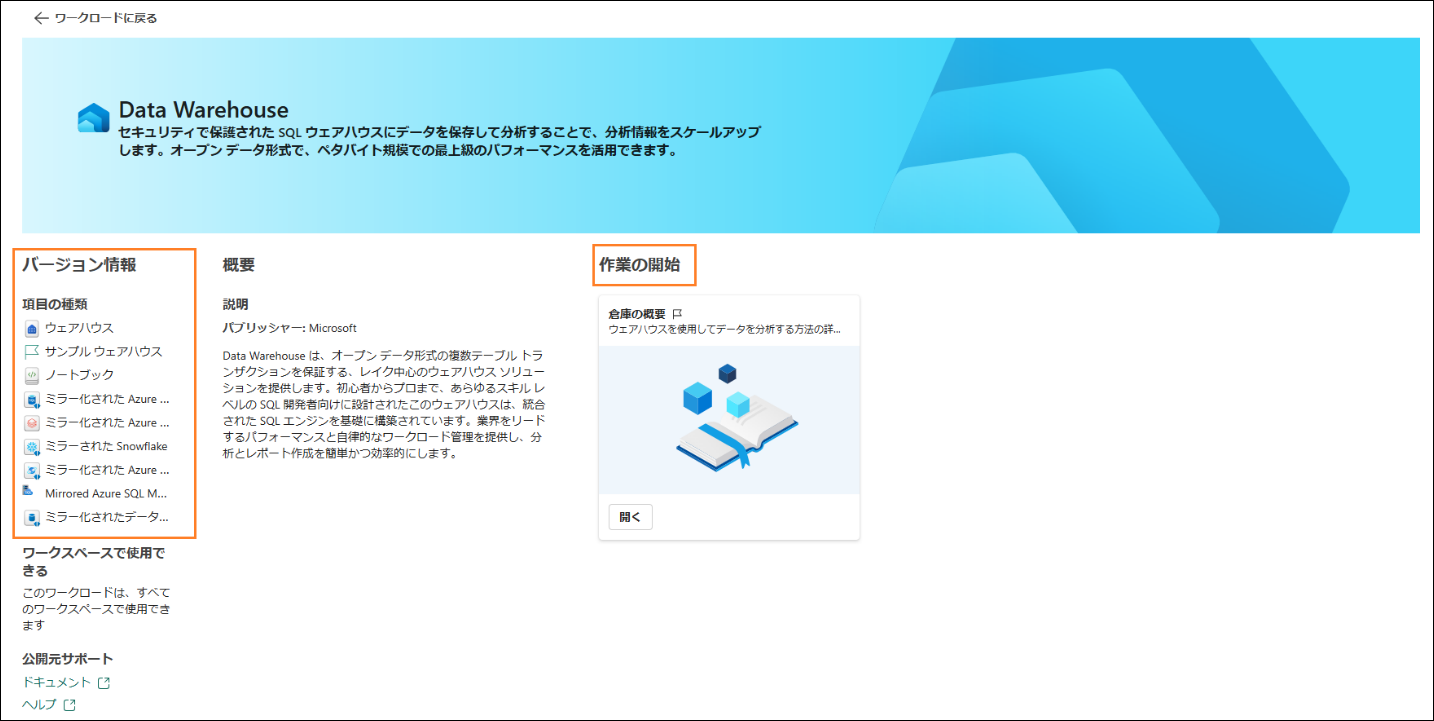 ワークロードに戻る
Data Warehouse
セキュリティで保護された SQL ウェアハウスにデータを保存して分析することで、分析情報をスケールアップ
します。オープン データ形式で、ペタバイト規模での最上級のパフォーマンスを活用できます。
バージョン情報
項目の種類
ウェアハウス
サンプル ウェアハウス
ノートブック
ミラー化された Azure ...
ミラー化された Azure ...
ミラーされた Snowflake
ミラー化された Azure ...
Mirrored Azure SQL M...
ミラー化されたデータ...
ワークスペースで使用で
きる
このワークロードは、すべて
のワークスペースで使用でき
ます
公開元サポート
ドキュメント
ヘルプ
概要
説明
パブリッシャー: Microsoft
Data Warehouse は、オープン データ形式の複数テーブル トラ
ンザクションを保証する、レイク中心のウェアハウス ソリュー
ションを提供します。初心者からプロまで、あらゆるスキル レ
ベルの SQL 開発者向けに設計されたこのウェアハウスは、統合
された SQL エンジンを基礎に構築されています。業界をリード
するパフォーマンスと自律的なワークロード管理を提供し、分
析とレポート作成を簡単かつ効率的にします。
作業の開始
倉庫の概要
ウェアハウスを使用してデータを分析する方法の詳...
開く